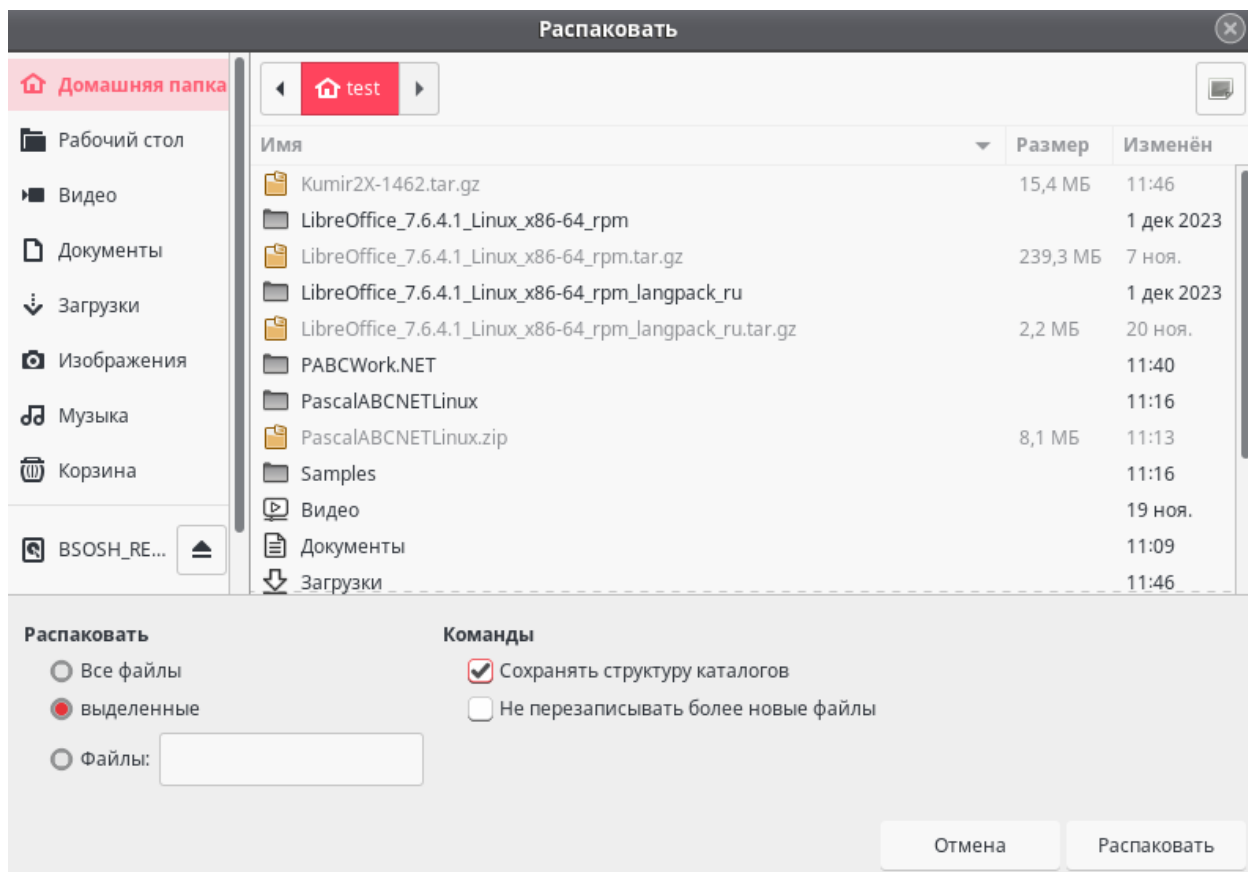 Распаковать
Домашняя папка
Рабочий стол
Видео
Документы
Загрузки
Изображения
Музыка
Корзина
BSOSH_RE...
test
Имя Размер Изменён
Kumir2X-1462.tar.gz 15,4 МБ 11:46
LibreOffice_7.6.4.1_Linux_x86-64_rpm 1 дек 2023
LibreOffice_7.6.4.1_Linux_x86-64_rpm.tar.gz 239,3 МБ 7 ноя.
LibreOffice_7.6.4.1_Linux_x86-64_rpm_langpack_ru 1 дек 2023
LibreOffice_7.6.4.1_Linux_x86-64_rpm_langpack_ru.tar.gz 2,2 МБ 20 ноя.
PABCWork.NET 11:40
PascalABCNETLinux 11:16
PascalABCNETLinux.zip 8,1 МБ 11:13
Samples 11:16
Видео 19 ноя.
Документы 11:09
Загрузки 11:46
Распаковать
Все файлы
выделенные
Файлы:
Команды
Сохранять структуру каталогов
Не перезаписывать более новые файлы
Отмена Распаковать